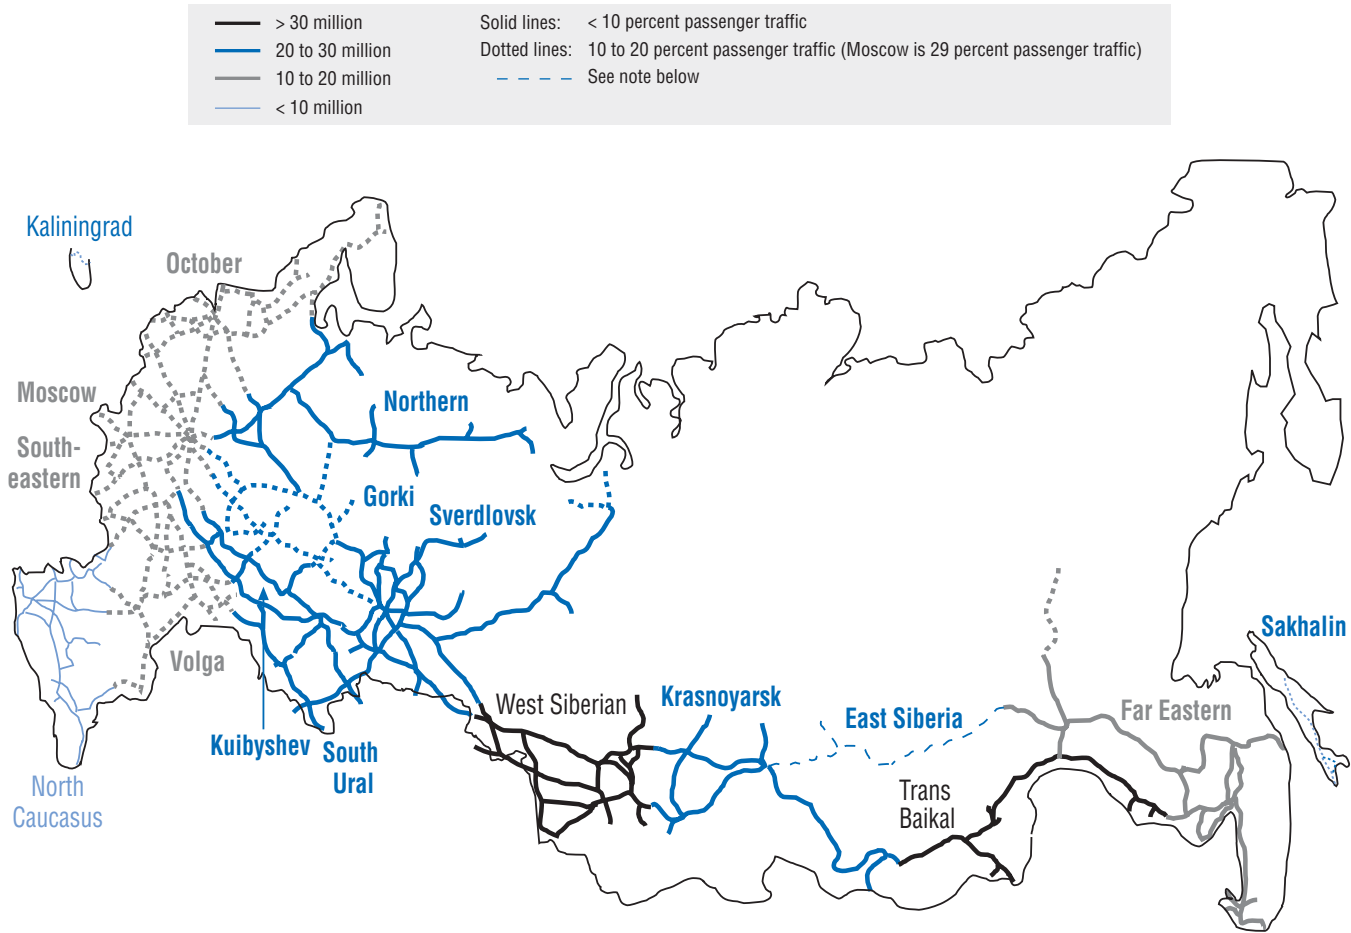 > 30 million
20 to 30 million
10 to 20 million
< 10 million
Solid lines: < 10 percent passenger traffic
Dotted lines: 10 to 20 percent passenger traffic (Moscow is 29 percent passenger traffic)
See note below
Kaliningrad
October
Moscow
South-
eastern
Northern
Gorki
Sverdlovsk
Volga
Kuibyshev
South
Ural
North
Caucasus
West Siberian
Krasnoyarsk
East Siberia
Trans
Baikal
Far Eastern
Sakhalin